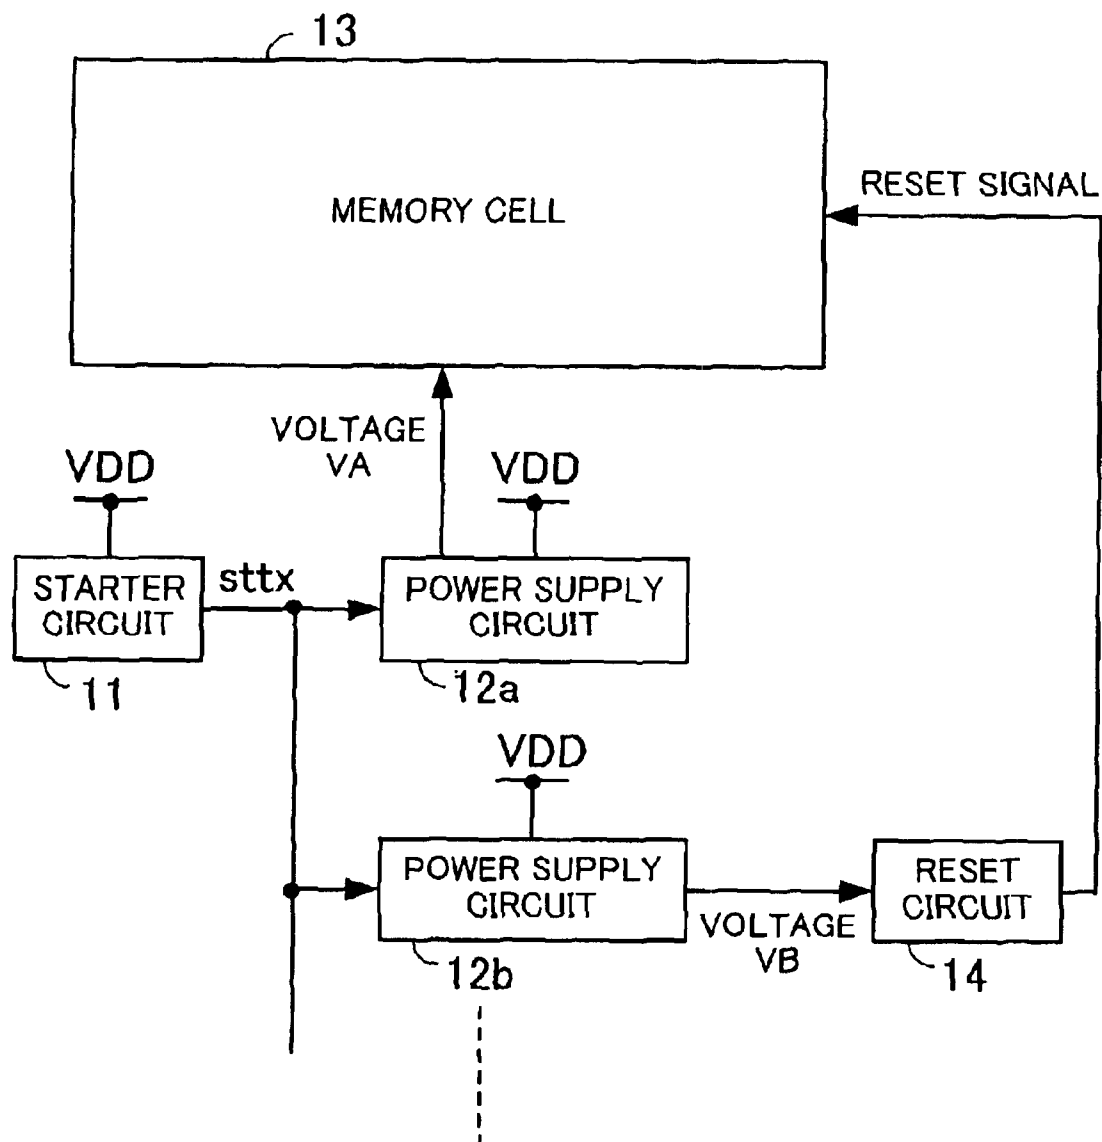 13
MEMORY CELL
RESET SIGNAL
VOLTAGE
VA
VDD
VDD
STARTER
CIRCUIT
sttx
POWER SUPPLY
CIRCUIT
11
12a
VDD
POWER SUPPLY
CIRCUIT
RESET
CIRCUIT
VOLTAGE
VB
12b
14